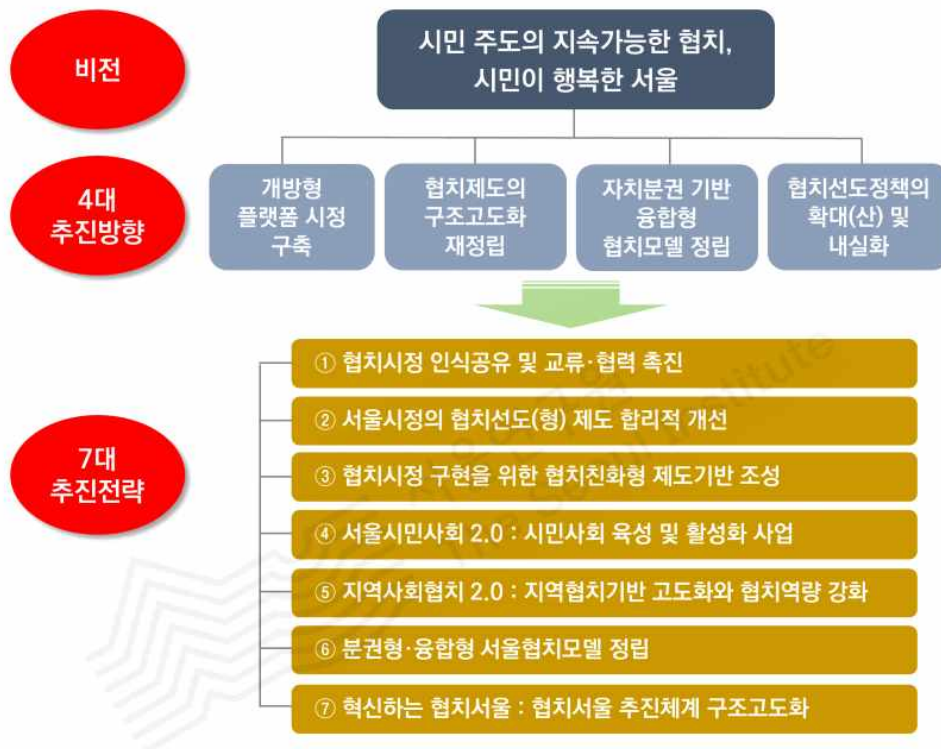 비전
시민 주도의 지속가능한 협치,
시민이 행복한 서울
4대
추진방향
개방형
플랫폼 시정
구축
협치제도의
구조고도화
재정립
자치분권 기반
융합형
협치모델 정립
협치선도정책의
확대(산) 및
내실화
7대
추진전략
① 협치시정 인식공유 및 교류·협력 촉진
② 서울시정의 협치선도(형) 제도 합리적 개선
③ 협치시정 구현을 위한 협치친화형 제도기반 조성
④ 서울시민사회 2.0 : 시민사회 육성 및 활성화 사업
⑤ 지역사회협치 2.0 : 지역협치기반 고도화와 협치역량 강화
⑥ 분권형·융합형 서울협치모델 정립
⑦ 혁신하는 협치서울 : 협치서울 추진체계 구조고도화
서울연구원
The Seoul Institute